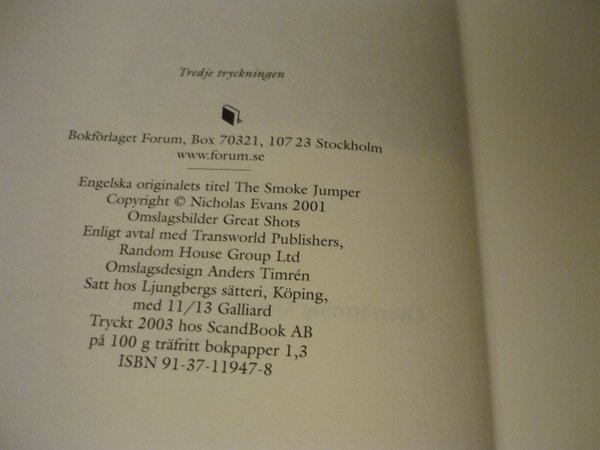 Tredje tryckningen
Bokförlaget Forum, Box 70321, 107 23 Stockholm
www.forum.se
Engelska originalets titel The Smoke Jumper
Copyright © Nicholas Evans 2001
Omslagsbilder Great Shots
Enligt avtal med Transworld Publishers,
Random House Group Ltd
Omslagsdesign Anders Timrén
Satt hos Ljungbergs sätteri, Köping,
med 11/13 Galliard
Tryckt 2003 hos ScandBook AB
på 100 g träfritt bokpapper 1,3
ISBN 91-37-11947-8